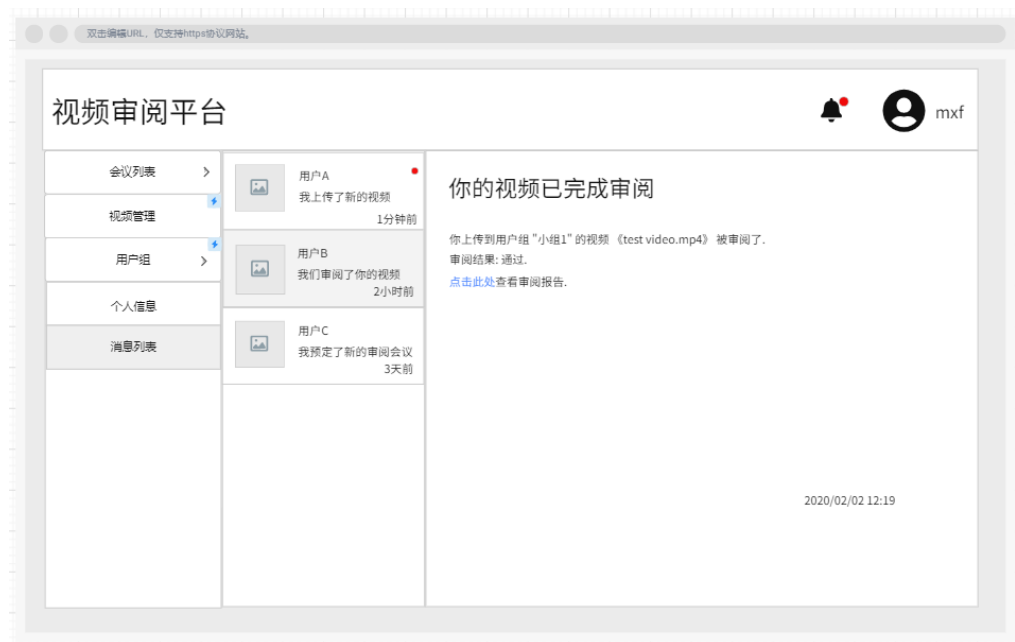 双击编辑URL，仅支持https协议网站。
视频审阅平台
mxf
会议列表
视频管理
用户组
个人信息
消息列表
用户A
我上传了新的视频
1分钟前
用户B
我们审阅了你的视频
2小时前
用户C
我预定了新的审阅会议
3天前
你的视频已完成审阅
你上传到用户组 "小组1" 的视频 《test video.mp4》 被审阅了.
审阅结果: 通过.
点击此处查看审阅报告.
2020/02/02 12:19